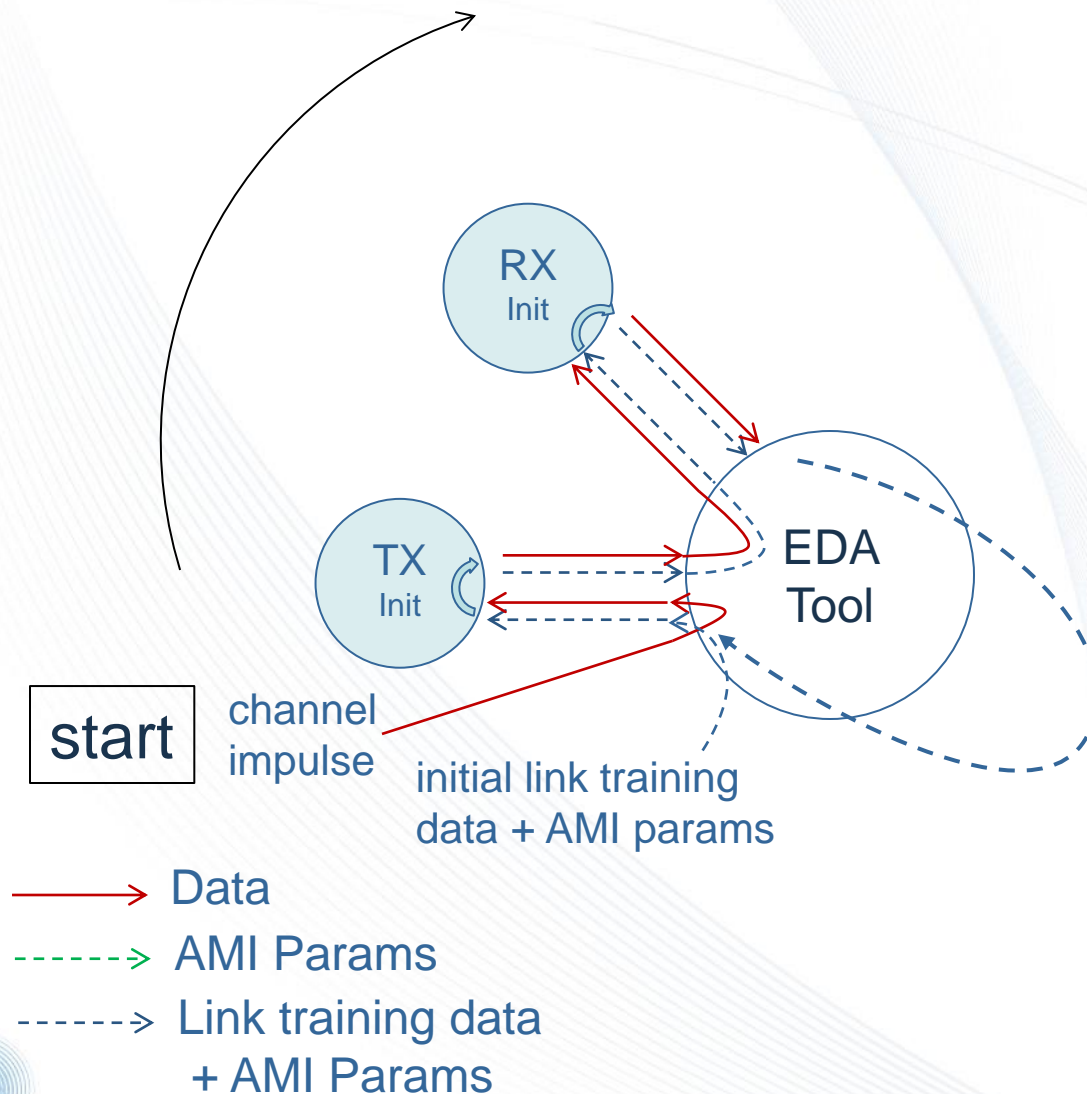 RX
Init
EDA
Tool
TX
Init
start
channel
impulse
initial link training
data + AMI params
Data
AMI Params
Link training data
+ AMI Params